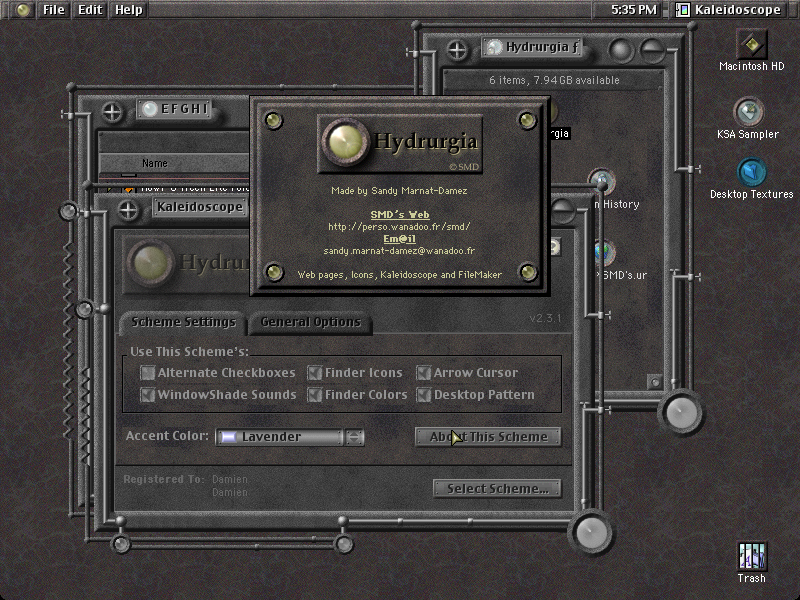 File Edit Help
5:35 PM Kaleidoscope
Hydrurgia ƒ
6 items, 7.94 GB available
Macintosh HD
KSA Sampler
Desktop Textures
Trash
E F G H I
Name
Kaleidoscope
Hydrurgia
©SMD
Made by Sandy Marnat-Damez
SMD's Web
http://perso.wanadoo.fr/smd/
Em@il
sandy.marnat-damez@wanadoo.fr
Web pages, Icons, Kaleidoscope and FileMaker
History
SMD's.ur
Scheme Settings
General Options
v2.3.1
Use This Scheme's:
Alternate Checkboxes Finder Icons Arrow Cursor
WindowShade Sounds Finder Colors Desktop Pattern
Accent Color: Lavender
About This Scheme
Registered To: Damien
Damien
Select Scheme...